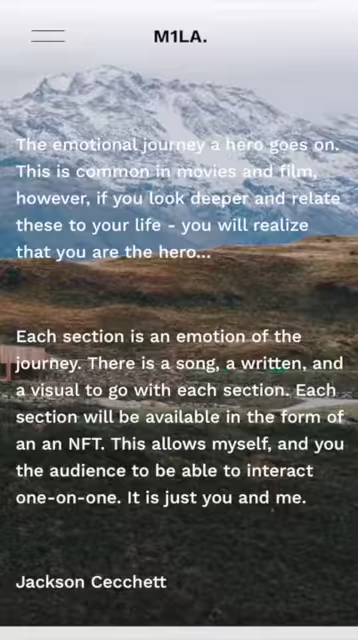 M1LA.
The emotional journey a hero goes on.
This is common in movies and film,
however, if you look deeper and relate
these to your life - you will realize
that you are the hero...
Each section is an emotion of the
journey. There is a song, a written, and
a visual to go with each section. Each
section will be available in the form of
an an NFT. This allows myself, and you
the audience to be able to interact
one-on-one. It is just you and me.
Jackson Cecchett